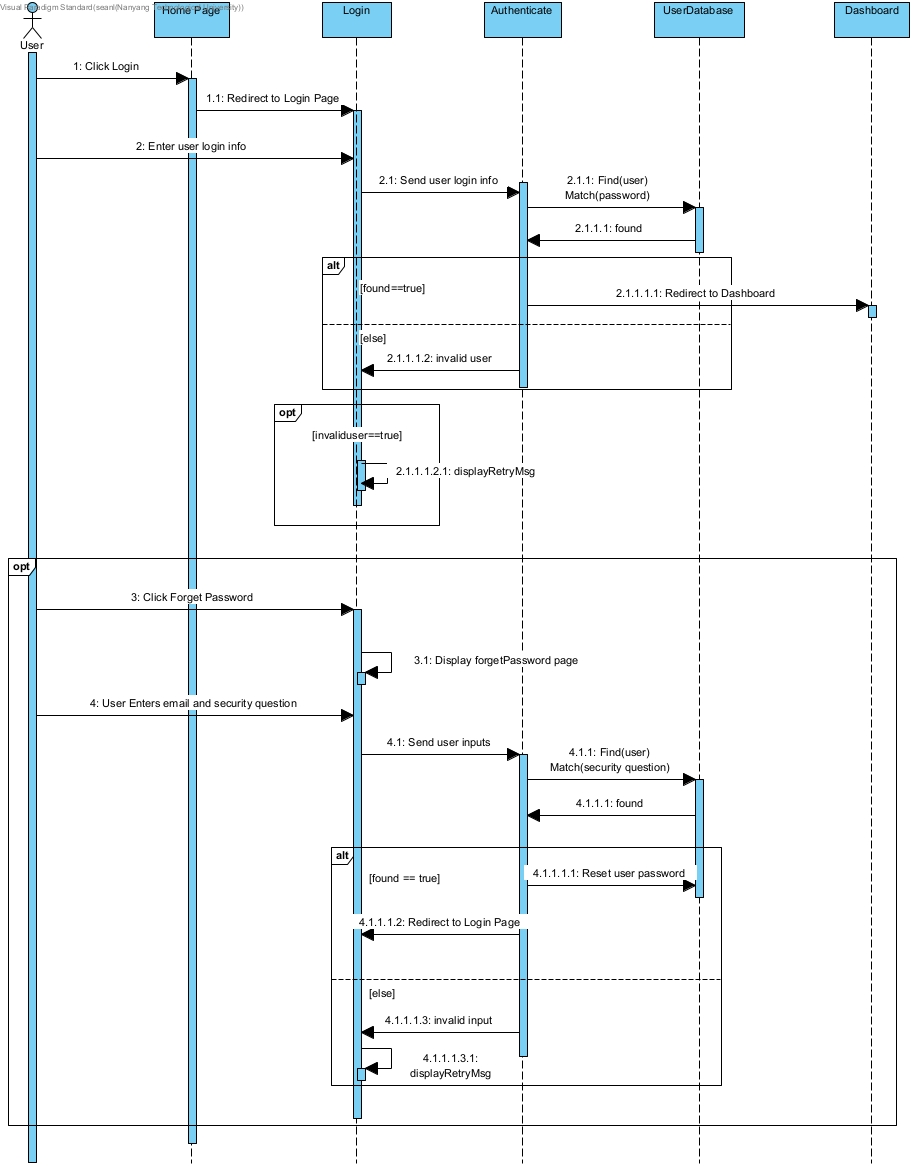 Visual Paradigm Standard(sean(Nanyang University))
Home Page
Login
Authenticate
UserDatabase
Dashboard
User
1: Click Login
1.1: Redirect to Login Page
2: Enter user login info
2.1: Send user login info
2.1.1: Find(user)
Match(password)
2.1.1.1: found
alt
[found==true]
2.1.1.1.1: Redirect to Dashboard
[else]
2.1.1.1.2: invalid user
opt
[invaliduser==true]
2.1.1.1.2.1: displayRetryMsg
opt
3: Click Forget Password
3.1: Display forgetPassword page
4: User Enters email and security question
4.1: Send user inputs
4.1.1: Find(user)
Match(security question)
4.1.1.1: found
alt
[found == true]
4.1.1.1.1: Reset user password
4.1.1.1.2: Redirect to Login Page
[else]
4.1.1.1.3: invalid input
4.1.1.1.3.1:
displayRetryMsg